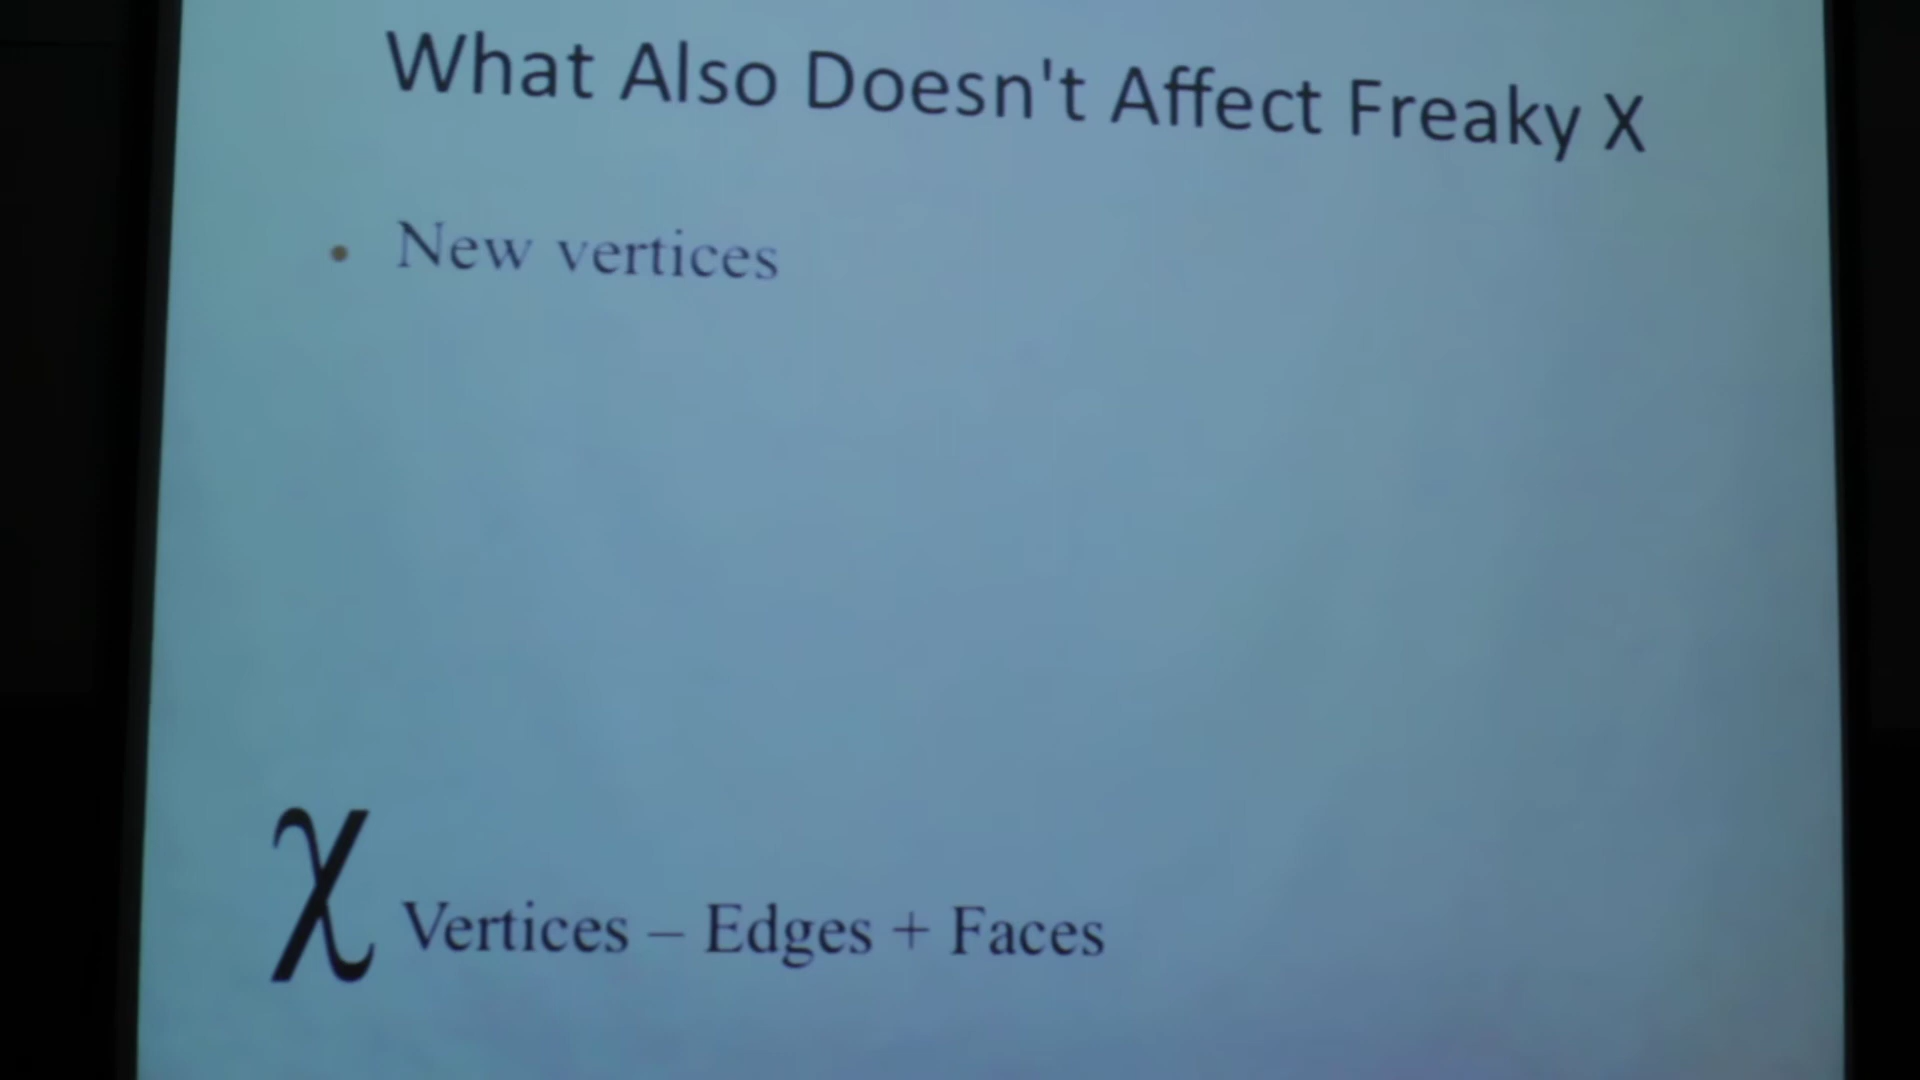 What Also Doesn't Affect Freaky X
• New vertices
χ Vertices – Edges + Faces